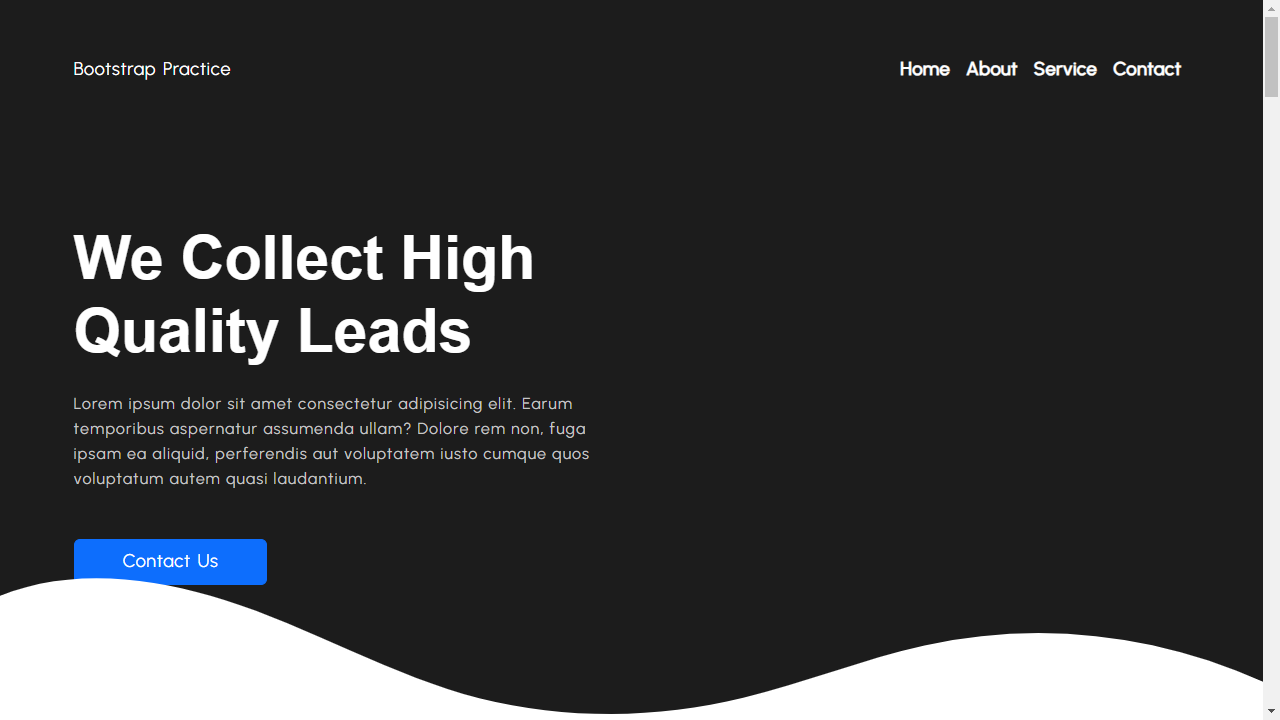 Bootstrap Practice
Home About Service Contact
We Collect High
Quality Leads
Lorem ipsum dolor sit amet consectetur adipisicing elit. Earum
temporibus aspernatur assumenda ullam? Dolore rem non, fuga
ipsam ea aliquid, perferendis aut voluptatem iusto cumque quos
voluptatum autem quasi laudantium.
Contact Us